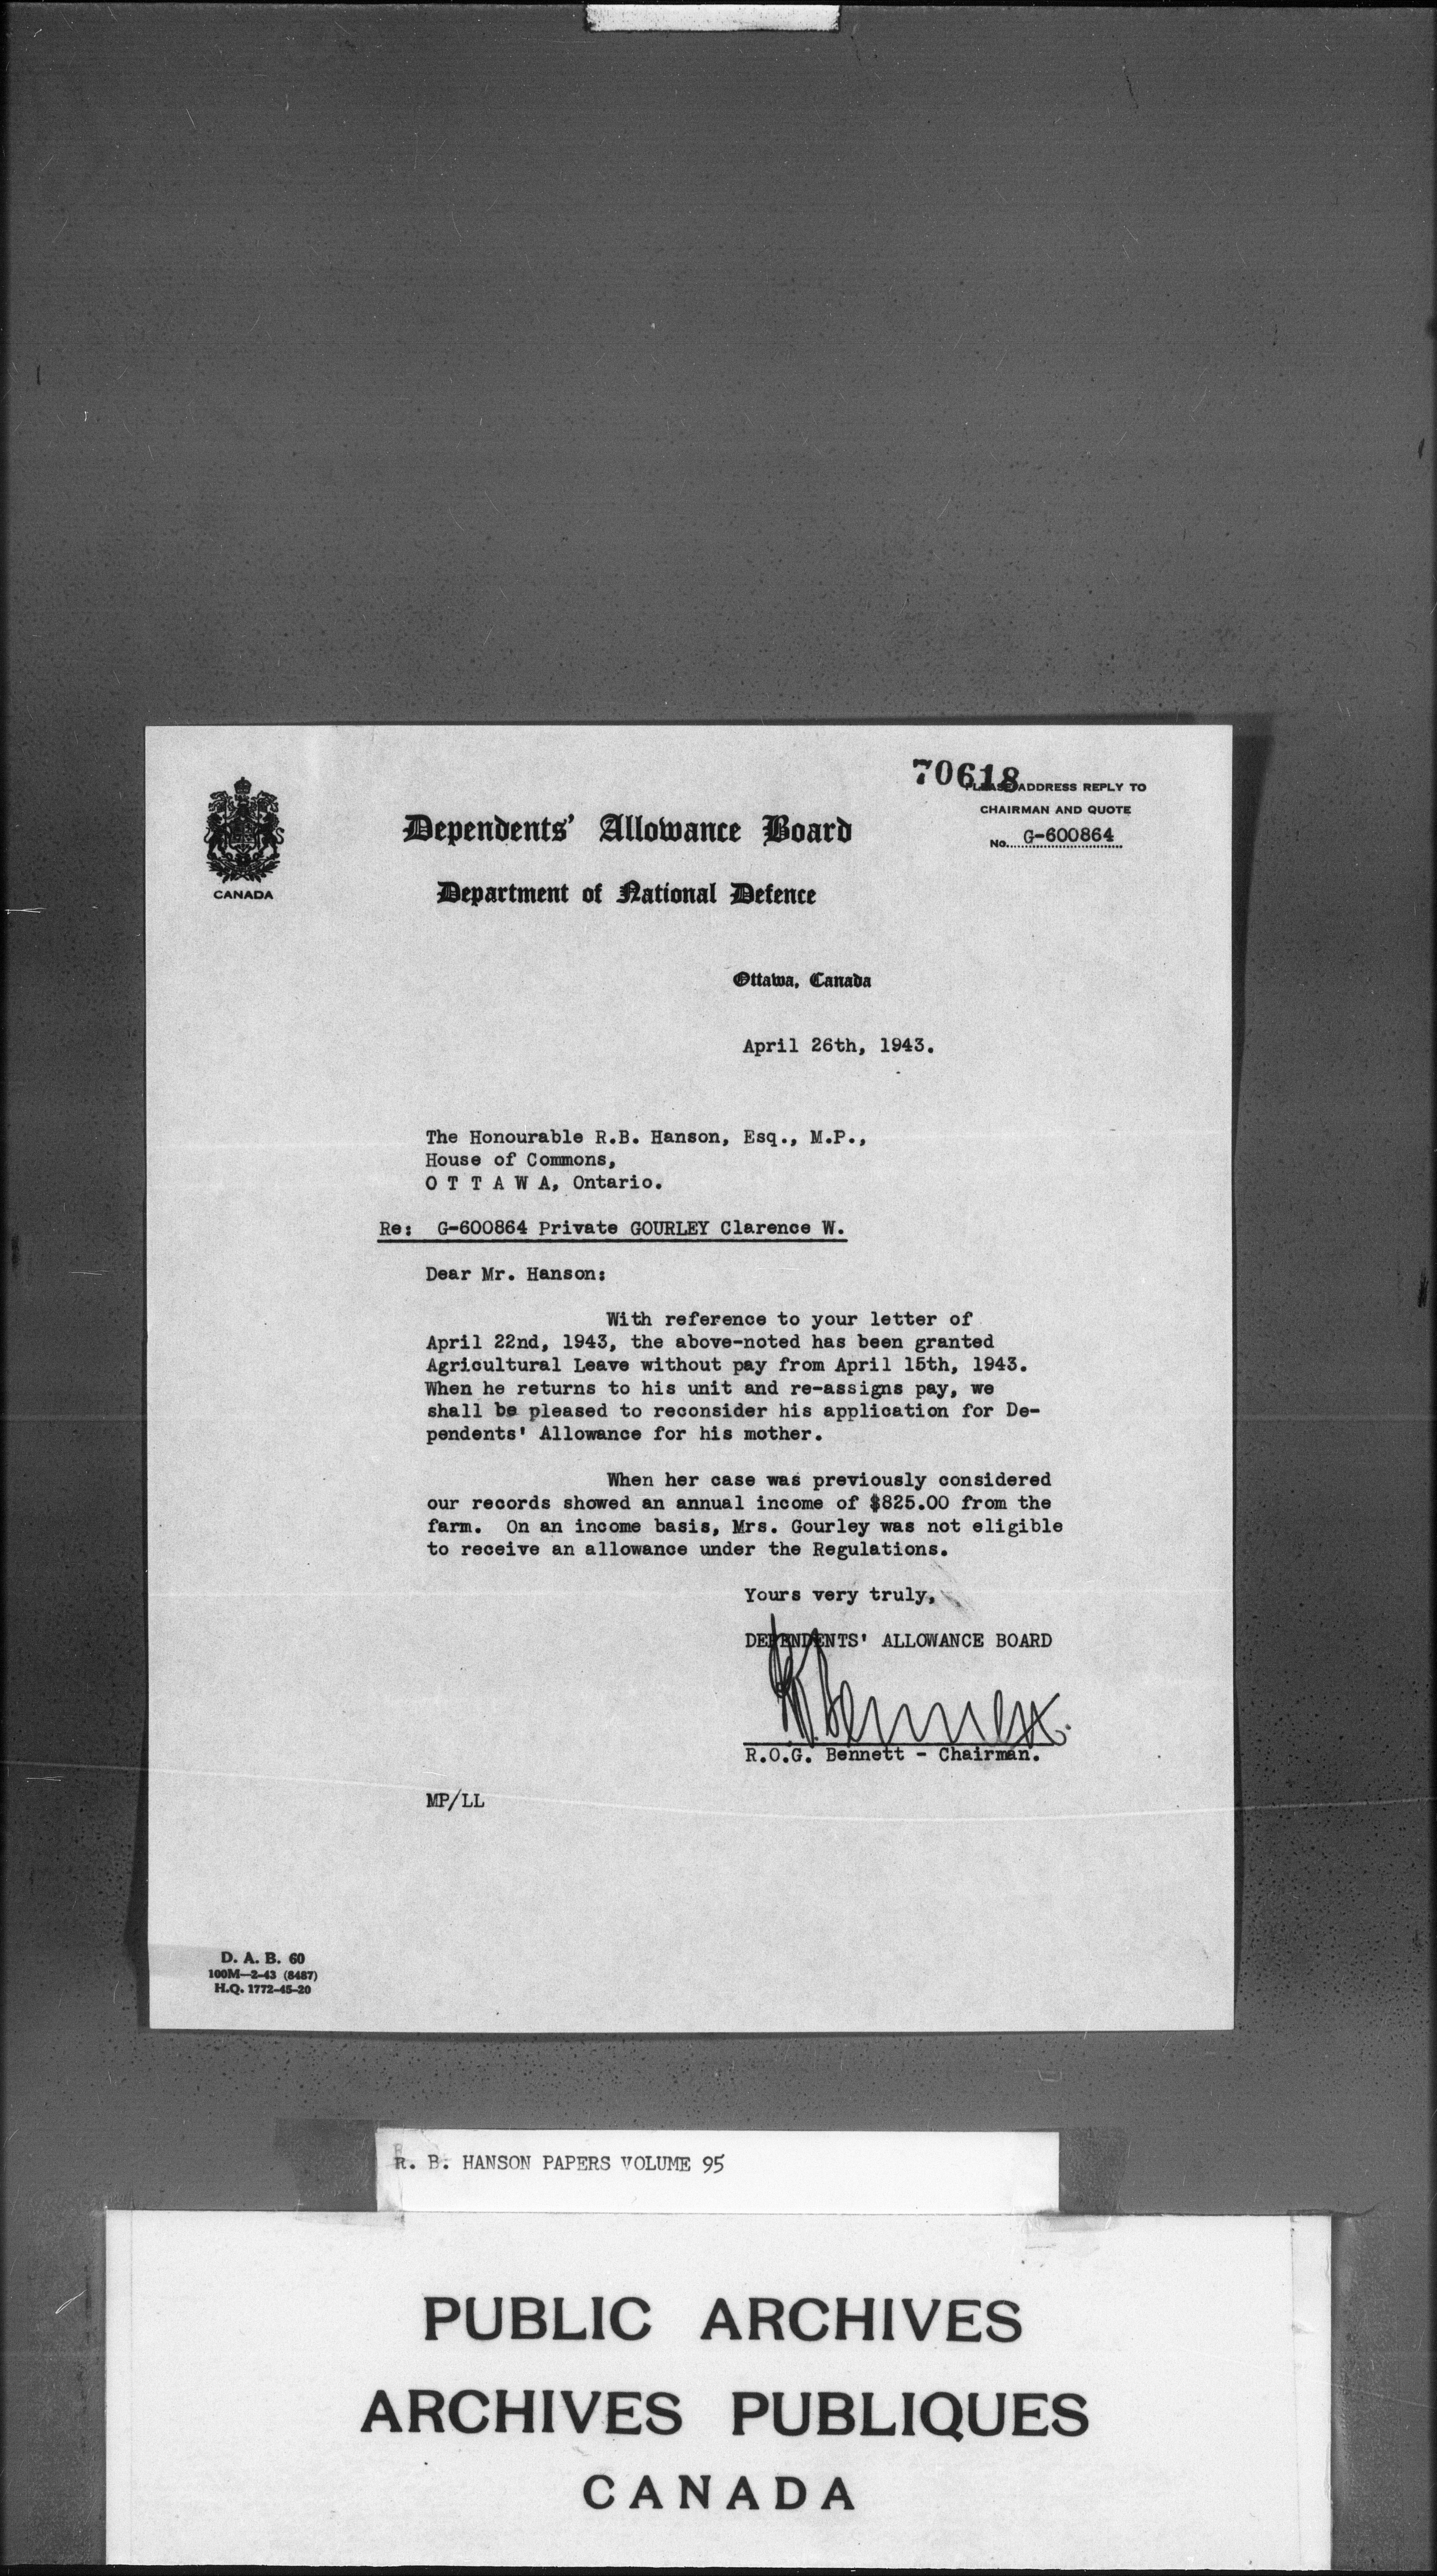 70618
PLEASE ADDRESS REPLY TO
CHAIRMAN AND QUOTE
No. G-600864
CANADA
Dependents' Allowance Board
Department of National Defence
Ottawa, Canada
April 26th, 1943.
The Honourable R.B. Hanson, Esq., M.P.,
House of Commons,
O T T A W A, Ontario.
Re: G-600864 Private GOURLEY Clarence W.
Dear Mr. Hanson:
With reference to your letter of
April 22nd, 1943, the above-noted has been granted
Agricultural Leave without pay from April 15th, 1943.
When he returns to his unit and re-assigns pay, we
shall be pleased to reconsider his application for De-
pendents' Allowance for his mother.
When her case was previously considered
our records showed an annual income of $825.00 from the
farm. On an income basis, Mrs. Gourley was not eligible
to receive an allowance under the Regulations.
Yours very truly,
DEPENDENTS' ALLOWANCE BOARD
R.O.G. Bennett - Chairman.
MP/LL
D. A. B. 60
100M—2-43 (8487)
H.Q. 1772-45-20
R. B. HANSON PAPERS VOLUME 95
PUBLIC ARCHIVES
ARCHIVES PUBLIQUES
CANADA